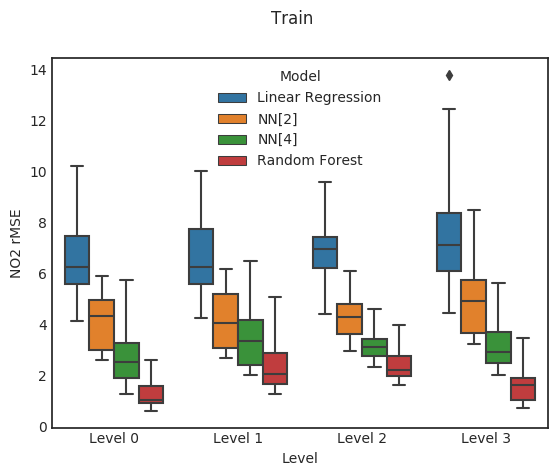 Train
14
12
10
8
6
4
2
0
NO2 rMSE
Model
Linear Regression
NN[2]
NN[4]
Random Forest
Level 0
Level 1
Level 2
Level 3
Level